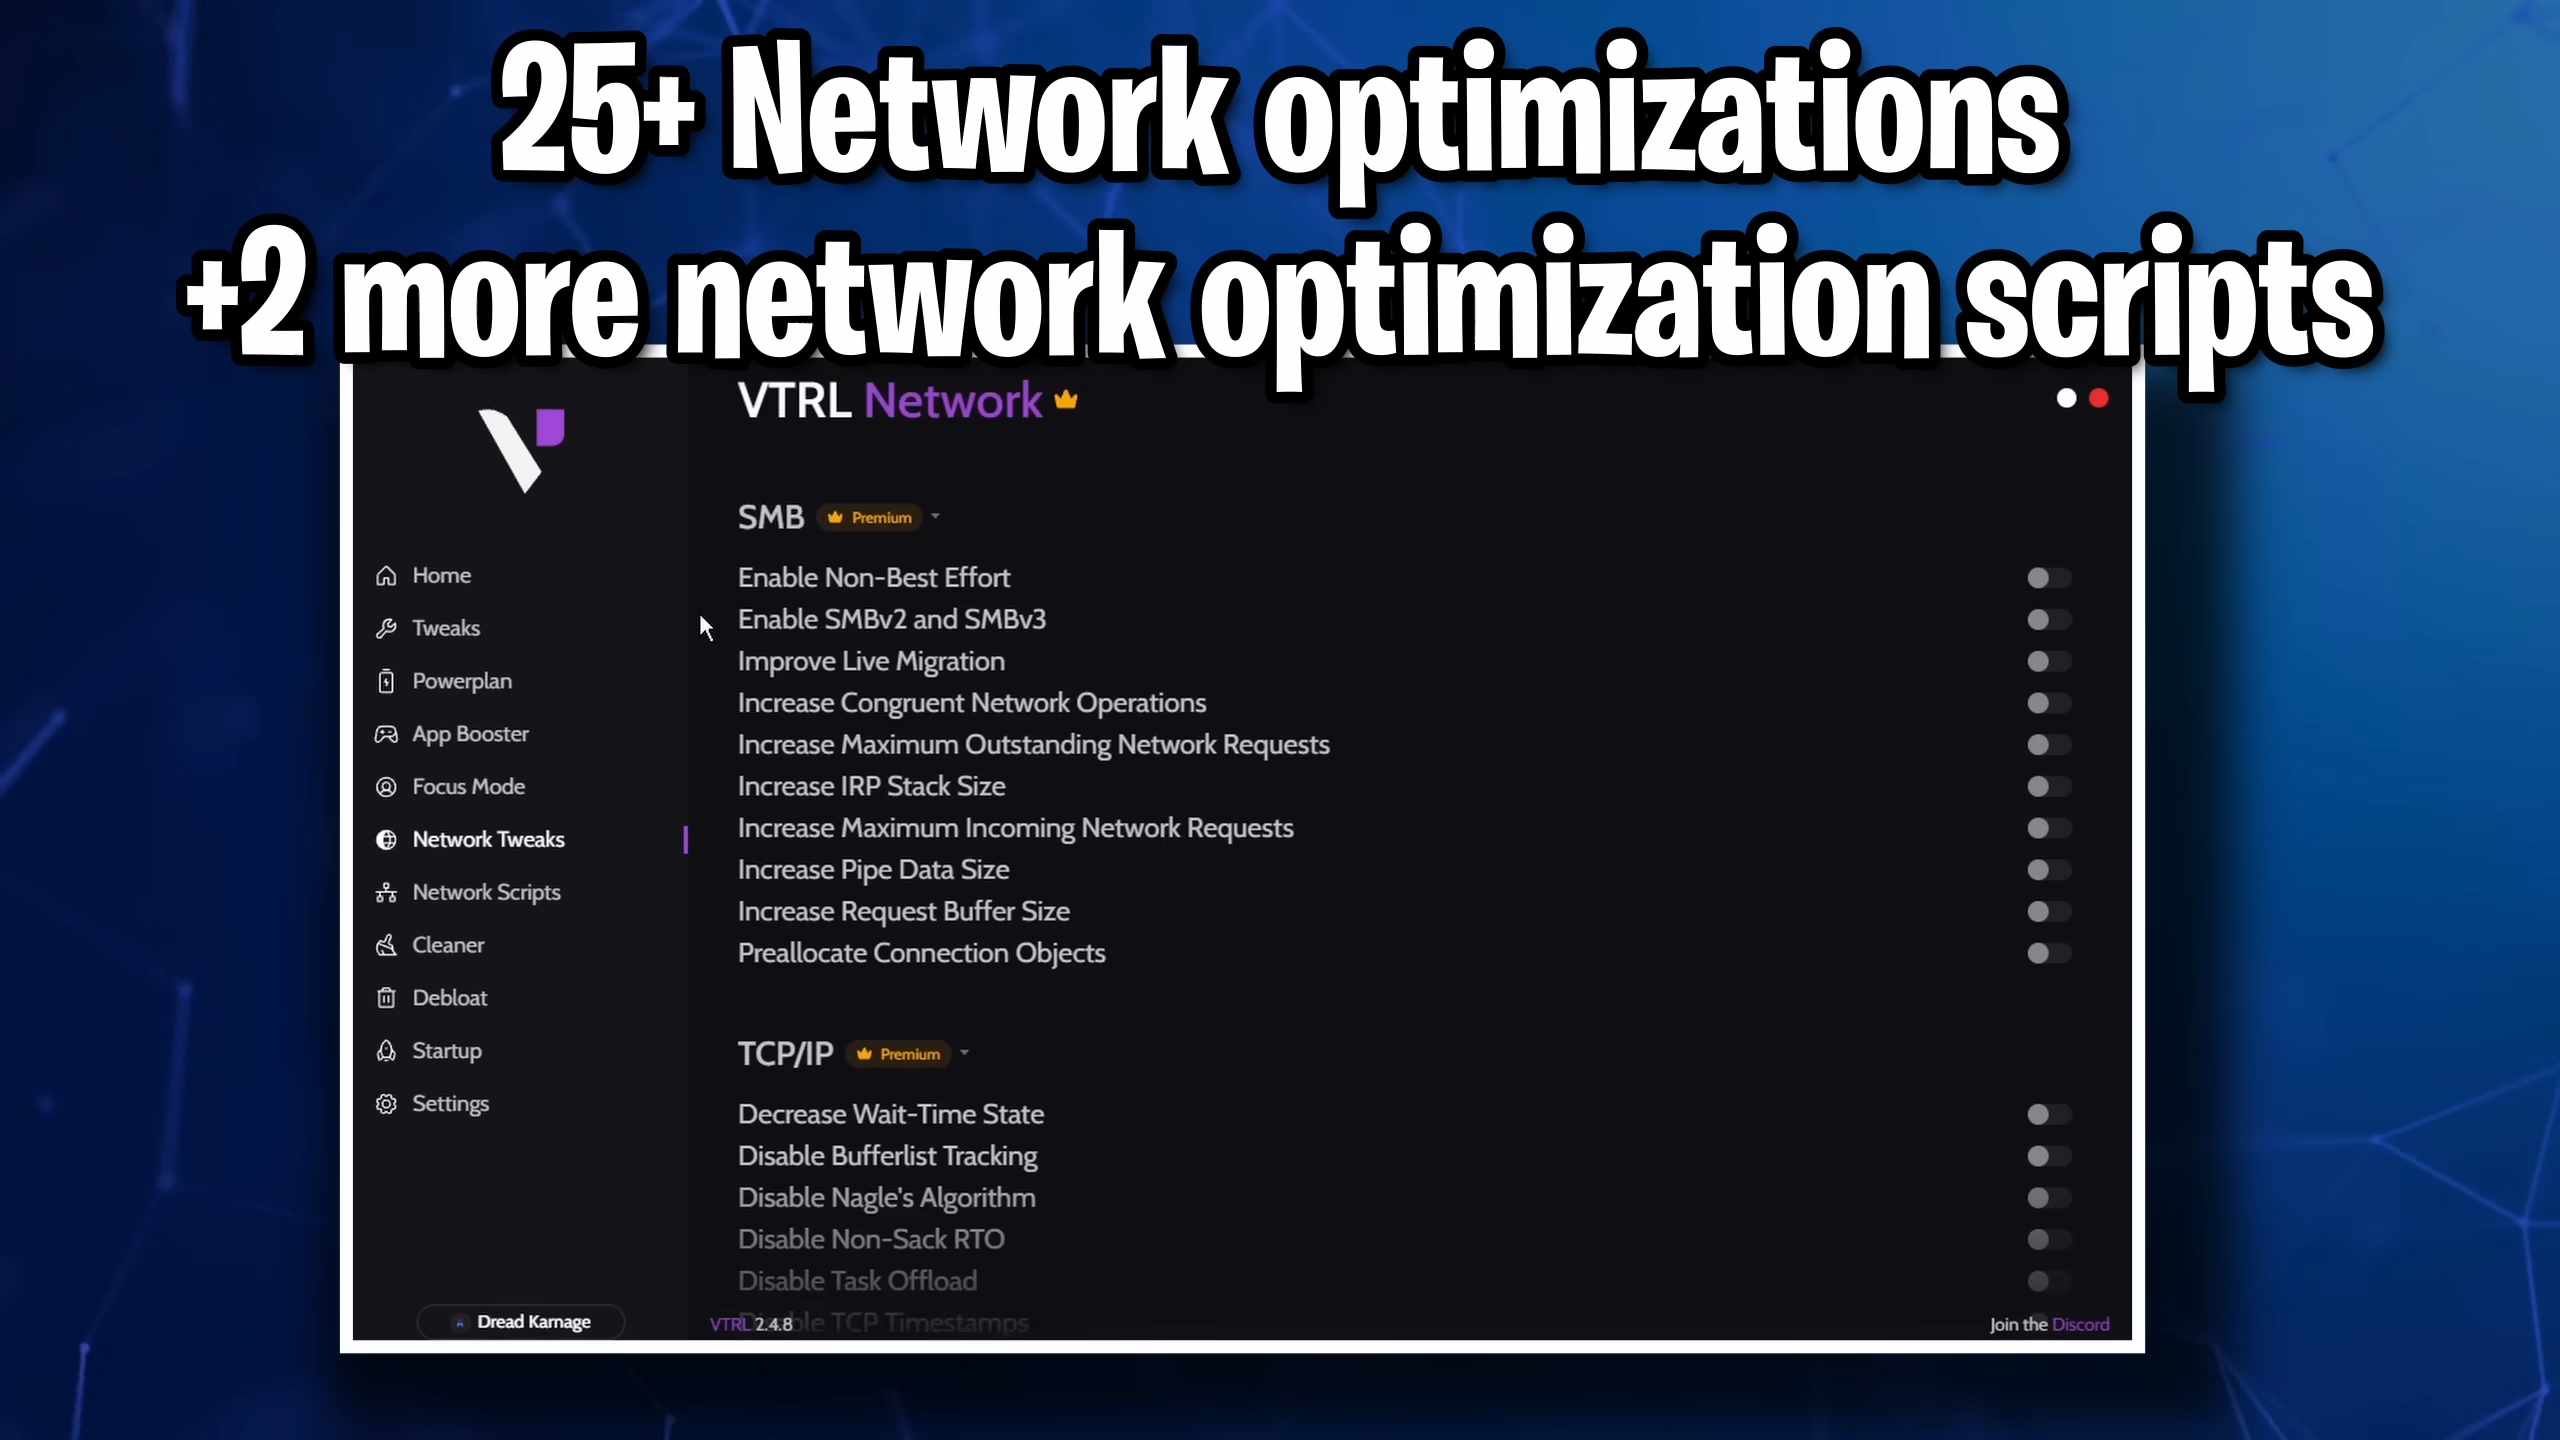 25+ Network optimizations
+2 more network optimization scripts
VTRL Network
Home
Tweaks
Powerplan
App Booster
Focus Mode
Network Tweaks
Network Scripts
Cleaner
Debloat
Startup
Settings
Dread Karnage
SMB Premium
Enable Non-Best Effort
Enable SMBv2 and SMBv3
Improve Live Migration
Increase Congruent Network Operations
Increase Maximum Outstanding Network Requests
Increase IRP Stack Size
Increase Maximum Incoming Network Requests
Increase Pipe Data Size
Increase Request Buffer Size
Preallocate Connection Objects
TCP/IP Premium
Decrease Wait-Time State
Disable Bufferlist Tracking
Disable Nagle's Algorithm
Disable Non-Sack RTO
Disable Task Offload
Disable TCP Timestamps
VTRL 2.4.8
Join the Discord